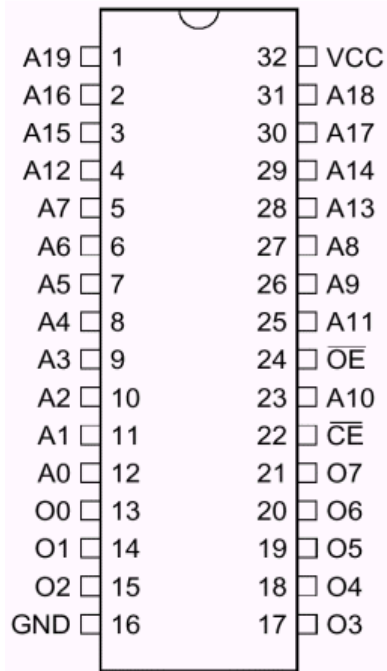 A19 1 32 VCC
A16 2 31 A18
A15 3 30 A17
A12 4 29 A14
A7 5 28 A13
A6 6 27 A8
A5 7 26 A9
A4 8 25 A11
A3 9 24 O̅E̅
A2 10 23 A10
A1 11 22 C̅E̅
A0 12 21 O7
O0 13 20 O6
O1 14 19 O5
O2 15 18 O4
GND 16 17 O3